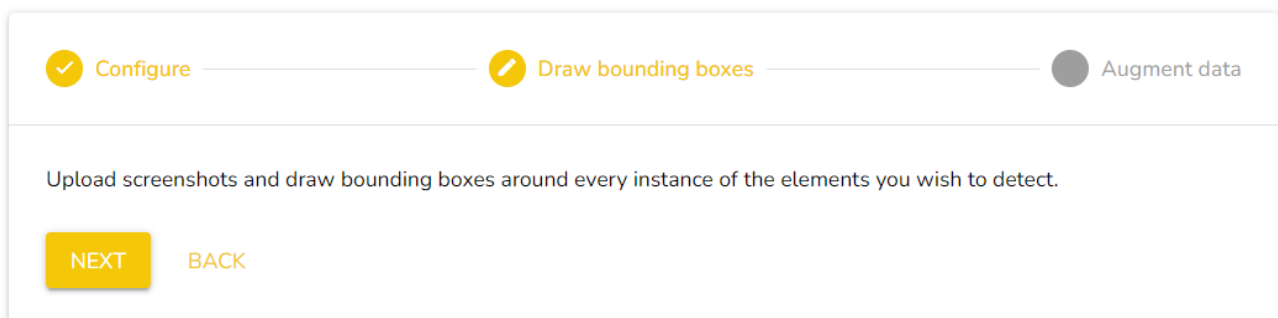 Configure Draw bounding boxes Augment data
Upload screenshots and draw bounding boxes around every instance of the elements you wish to detect.
NEXT BACK